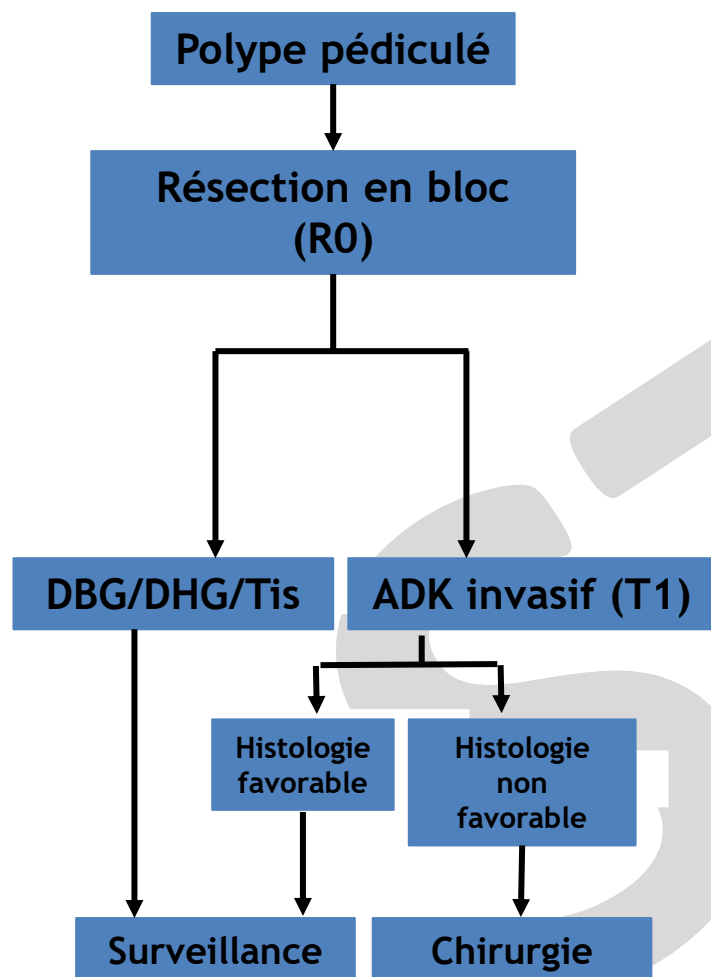 Polype pédiculé
Résection en bloc
(R0)
DBG/DHG/Tis
ADK invasif (T1)
Histologie
favorable
Histologie
non
favorable
Surveillance
Chirurgie